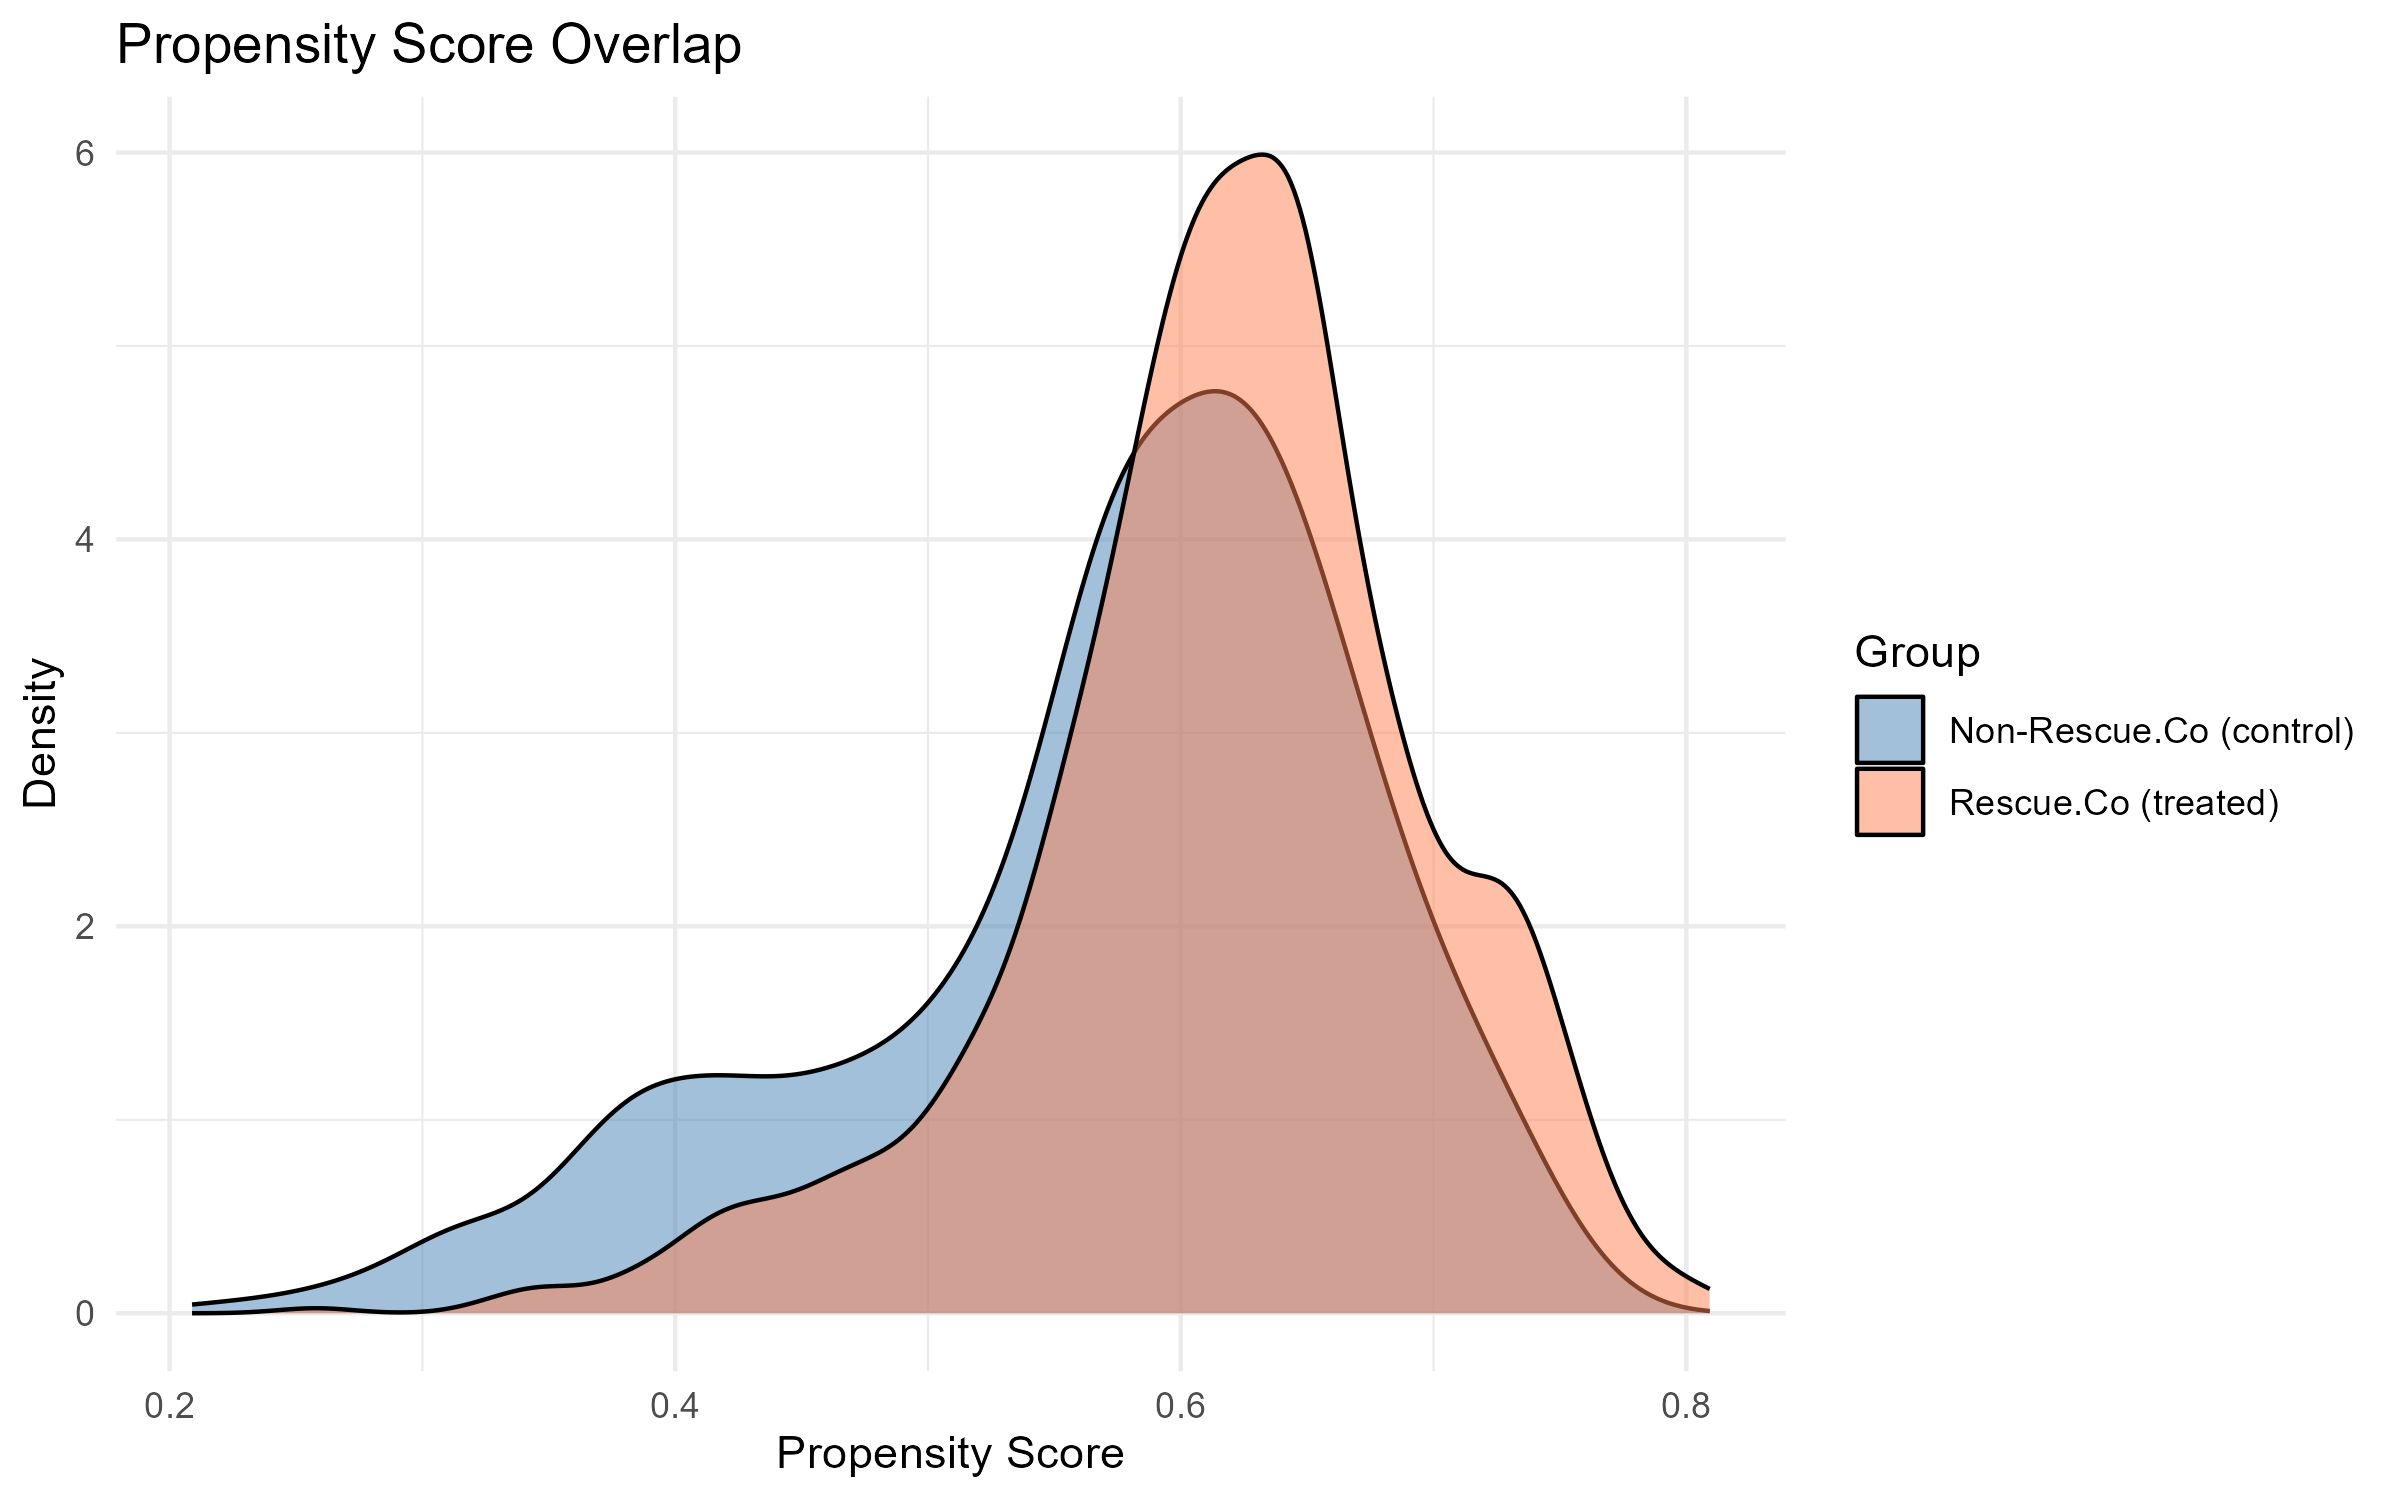 Propensity Score Overlap
6
4
2
0
Density
0.2 0.4 0.6 0.8
Propensity Score
Group
Non-Rescue.Co (control)
Rescue.Co (treated)